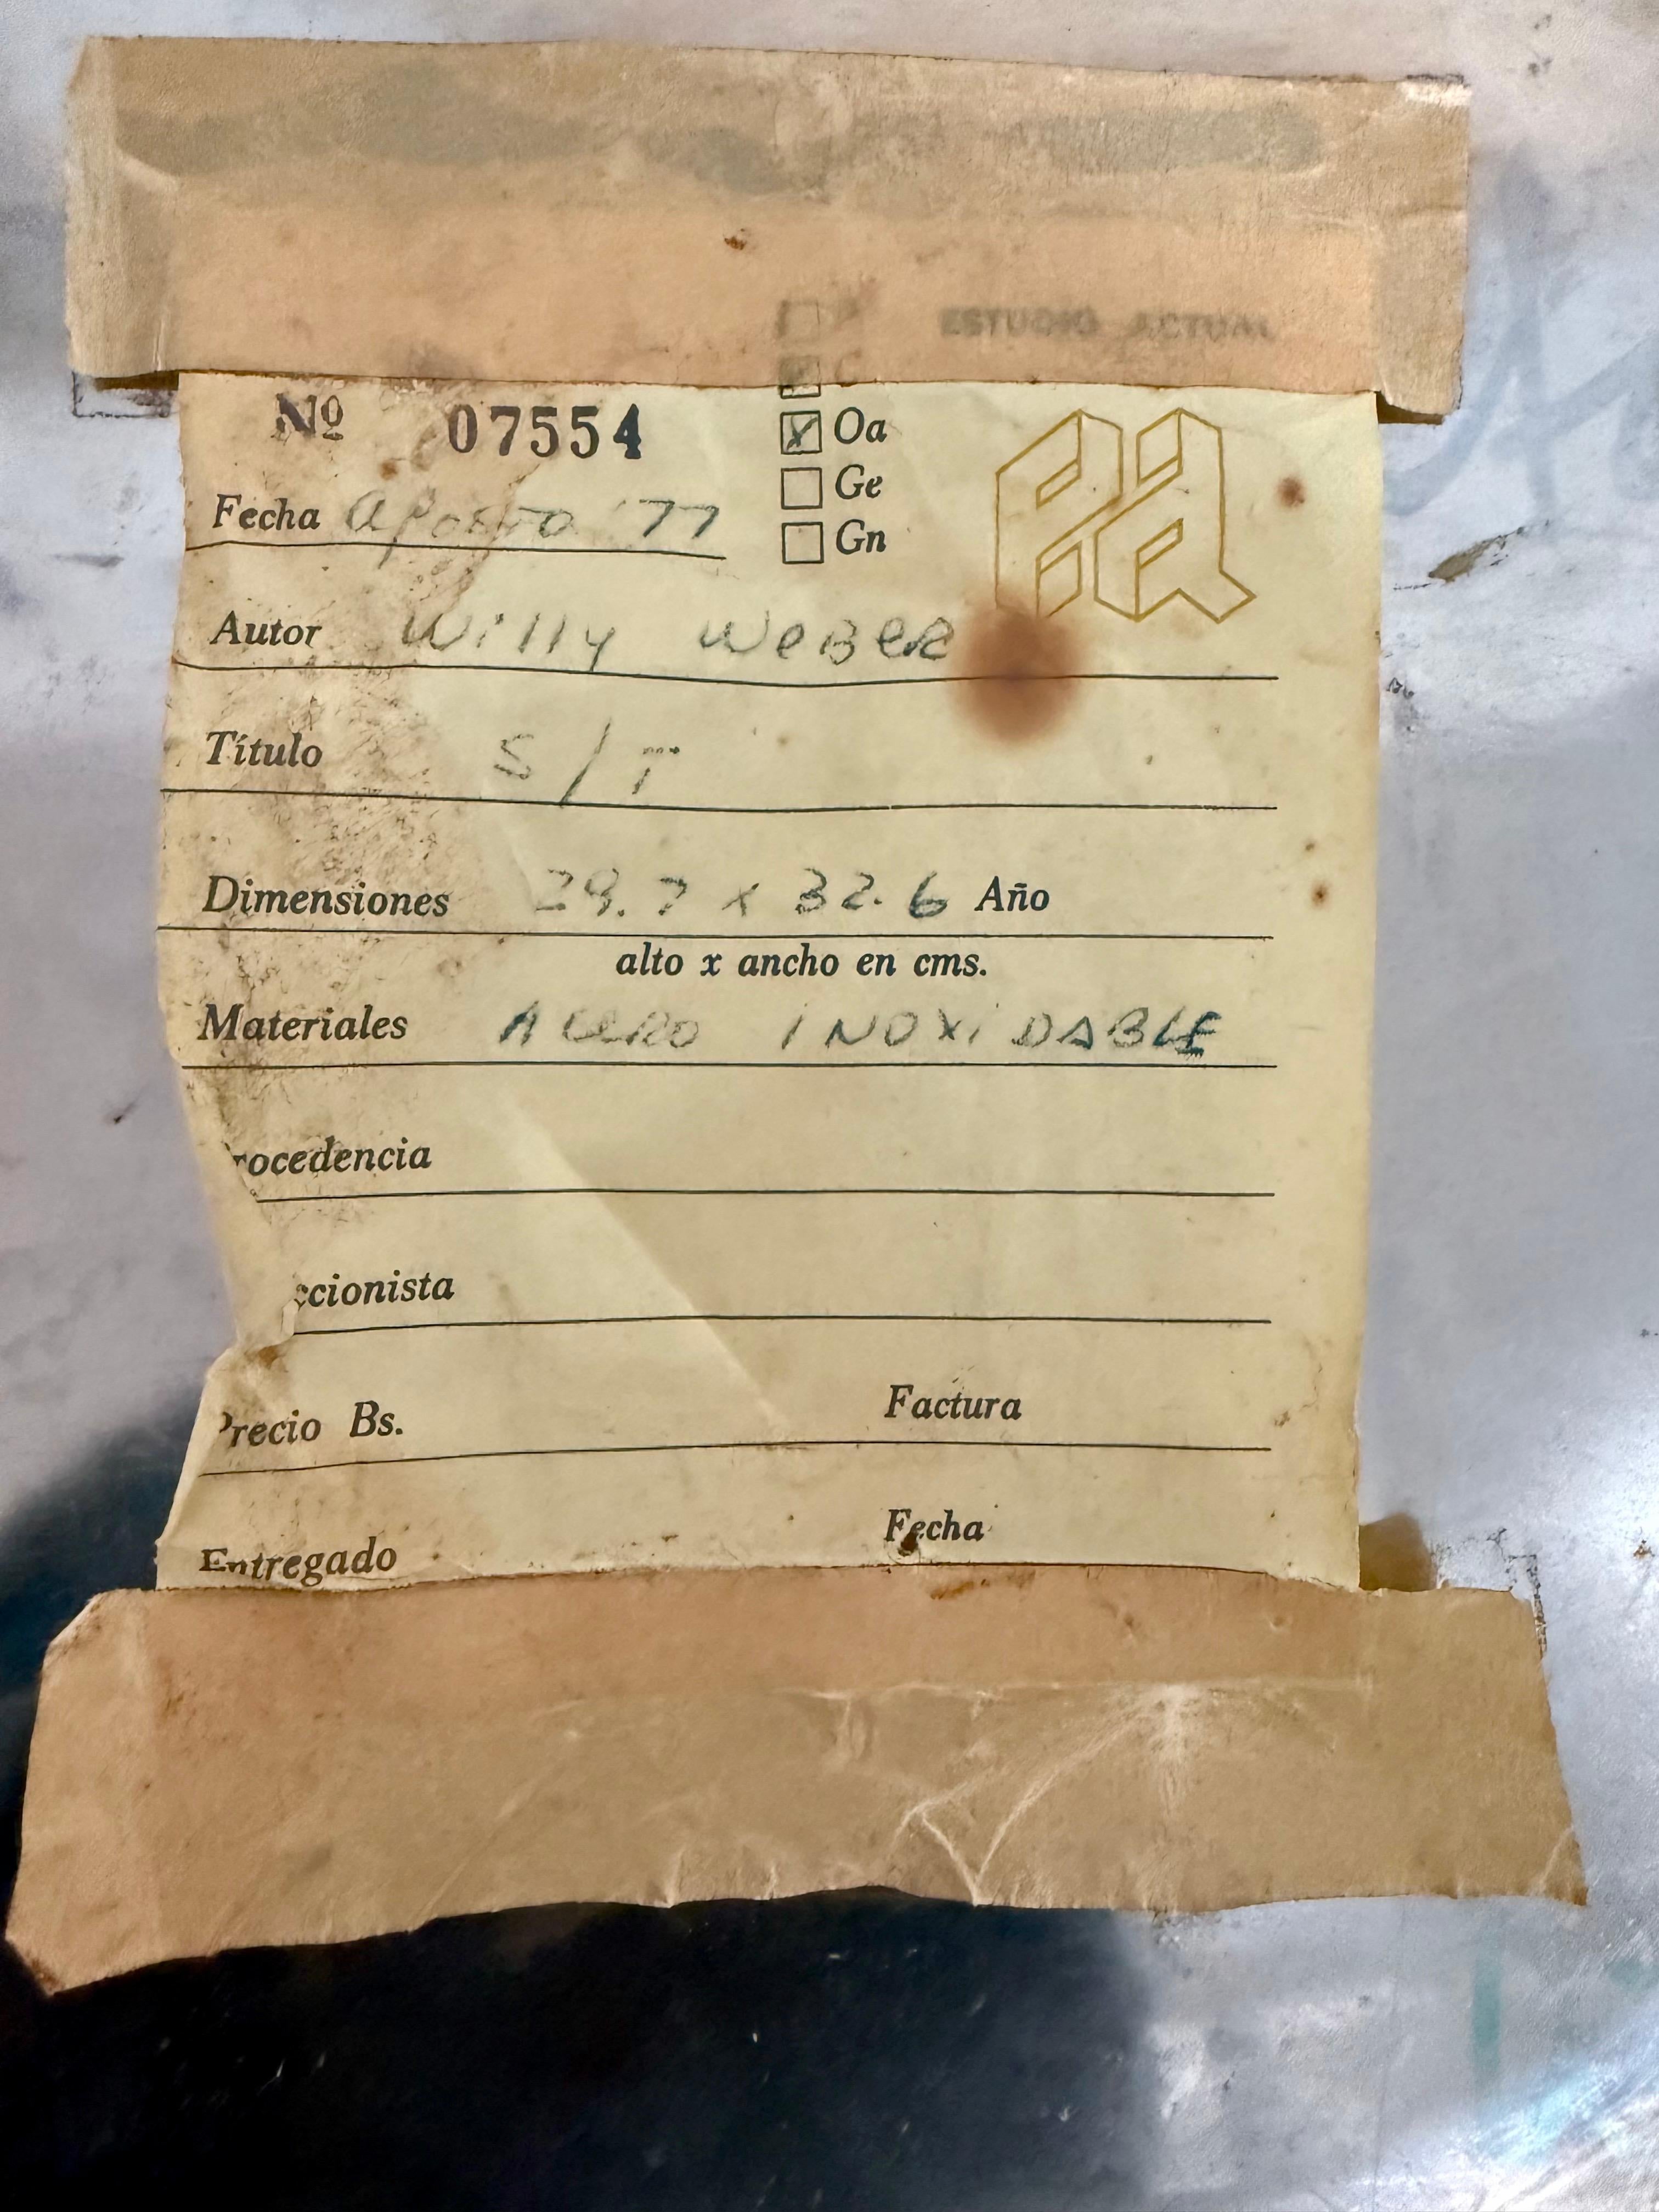 ESTUDIO ACTUAL
Nº 07554
Oa
Ge
Gn
Fecha Agosto '77
Autor Willy WeBeR
Título S/T
Dimensiones 29.7 x 32.6 Año
alto x ancho en cms.
Materiales ACERO INOXIDABLE
rocedencia
ccionista
Precio Bs. Factura
Entregado Fecha